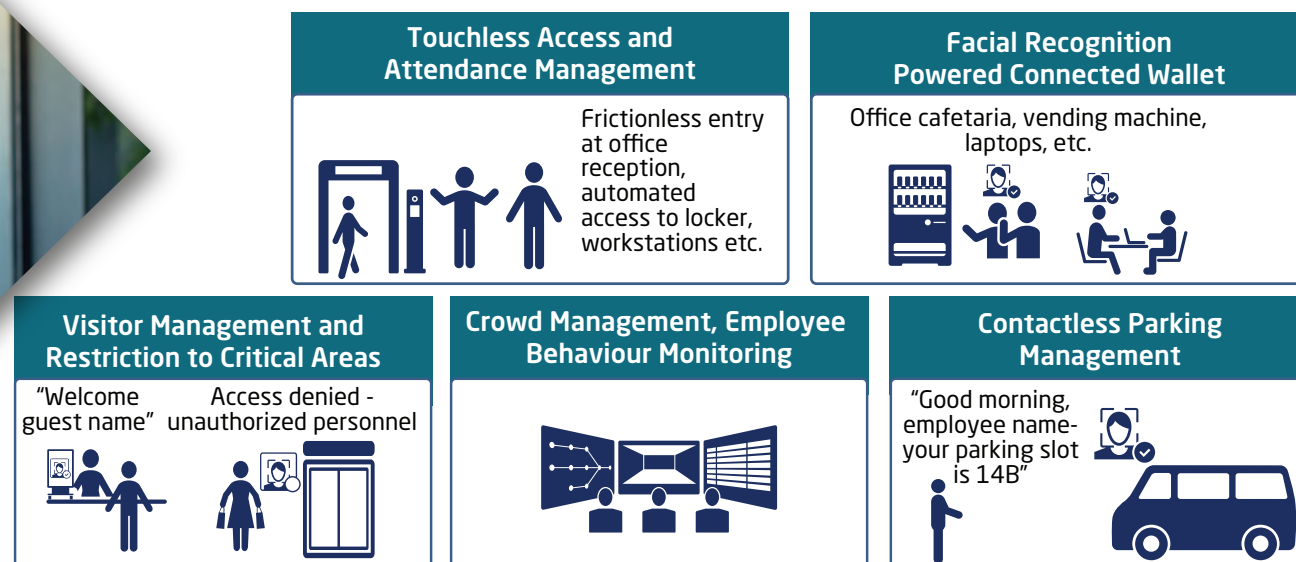 Touchless Access and
Attendance Management
Frictionless entry
at office
reception,
automated
access to locker,
workstations etc.
Facial Recognition
Powered Connected Wallet
Office cafetaria, vending machine,
laptops, etc.
Visitor Management and
Restriction to Critical Areas
“Welcome
guest name”
Access denied -
unauthorized personnel
Crowd Management, Employee
Behaviour Monitoring
Contactless Parking
Management
“Good morning,
employee name-
your parking slot
is 14B”